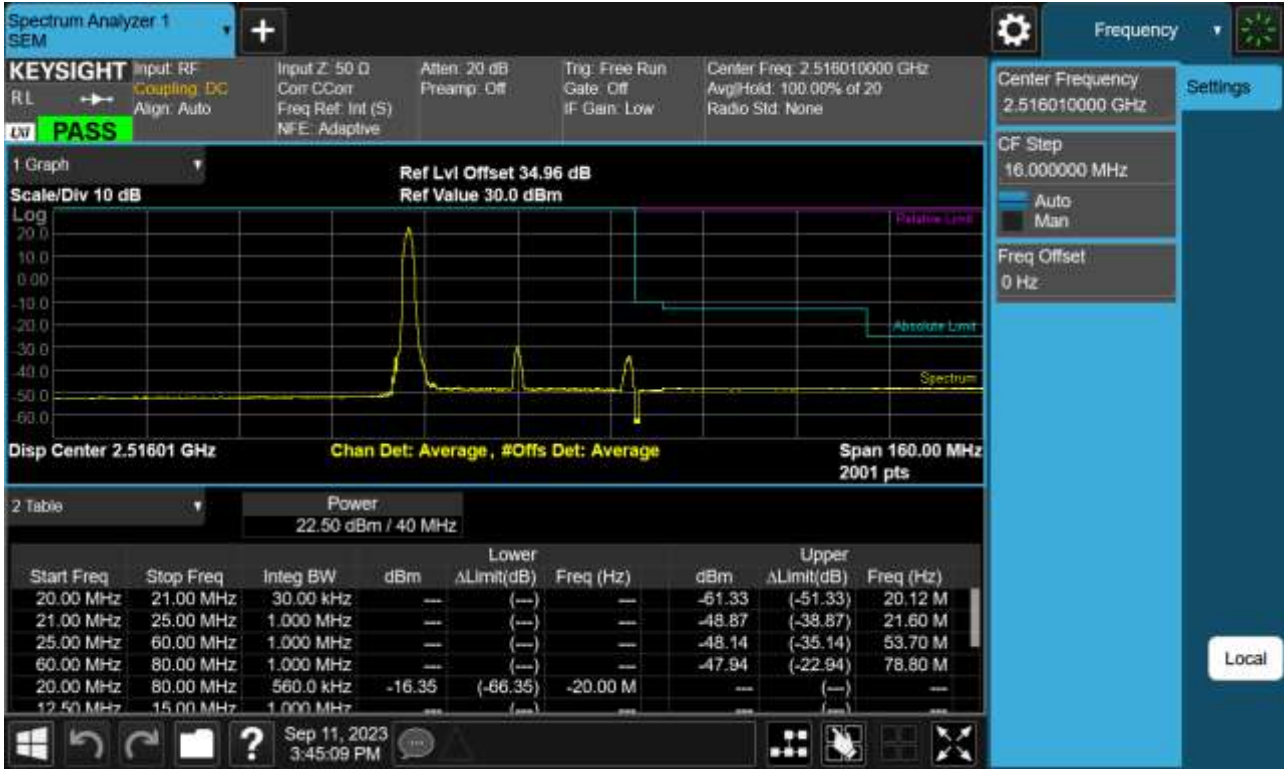 Spectrum Analyzer 1
SEM
+
Frequency
KEYSIGHT
RL
LXI
PASS
Input: RF
Coupling: DC
Align: Auto
Input Z: 50 Ω
Corr CCorr
Freq Ref: Int (S)
NFE: Adaptive
Atten: 20 dB
Preamp: Off
Trig: Free Run
Gate: Off
IF Gain: Low
Center Freq: 2.516010000 GHz
Avg|Hold: 100.00% of 20
Radio Std: None
Center Frequency
2.516010000 GHz
Settings
CF Step
16.000000 MHz
Auto
Man
Freq Offset
0 Hz
Local
1 Graph
Scale/Div 10 dB
Ref Lvl Offset 34.96 dB
Ref Value 30.0 dBm
Log
20.0
10.0
0.00
-10.0
-20.0
-30.0
-40.0
-50.0
-60.0
Relative Limit
Absolute Limit
Spectrum
Disp Center 2.51601 GHz
Chan Det: Average, #Offs Det: Average
Span 160.00 MHz
2001 pts
2 Table
Power
22.50 dBm / 40 MHz
Lower Upper
Start Freq Stop Freq Integ BW dBm ΔLimit(dB) Freq (Hz) dBm ΔLimit(dB) Freq (Hz)
20.00 MHz 21.00 MHz 30.00 kHz --- (---) --- -61.33 (-51.33) 20.12 M
21.00 MHz 25.00 MHz 1.000 MHz --- (---) --- -48.87 (-38.87) 21.60 M
25.00 MHz 60.00 MHz 1.000 MHz --- (---) --- -48.14 (-35.14) 53.70 M
60.00 MHz 80.00 MHz 1.000 MHz --- (---) --- -47.94 (-22.94) 78.80 M
20.00 MHz 80.00 MHz 560.0 kHz -16.35 (-66.35) -20.00 M --- (---) ---
12.50 MHz 15.00 MHz 1.000 MHz --- (---) --- --- (---) ---
?
Sep 11, 2023
3:45:09 PM